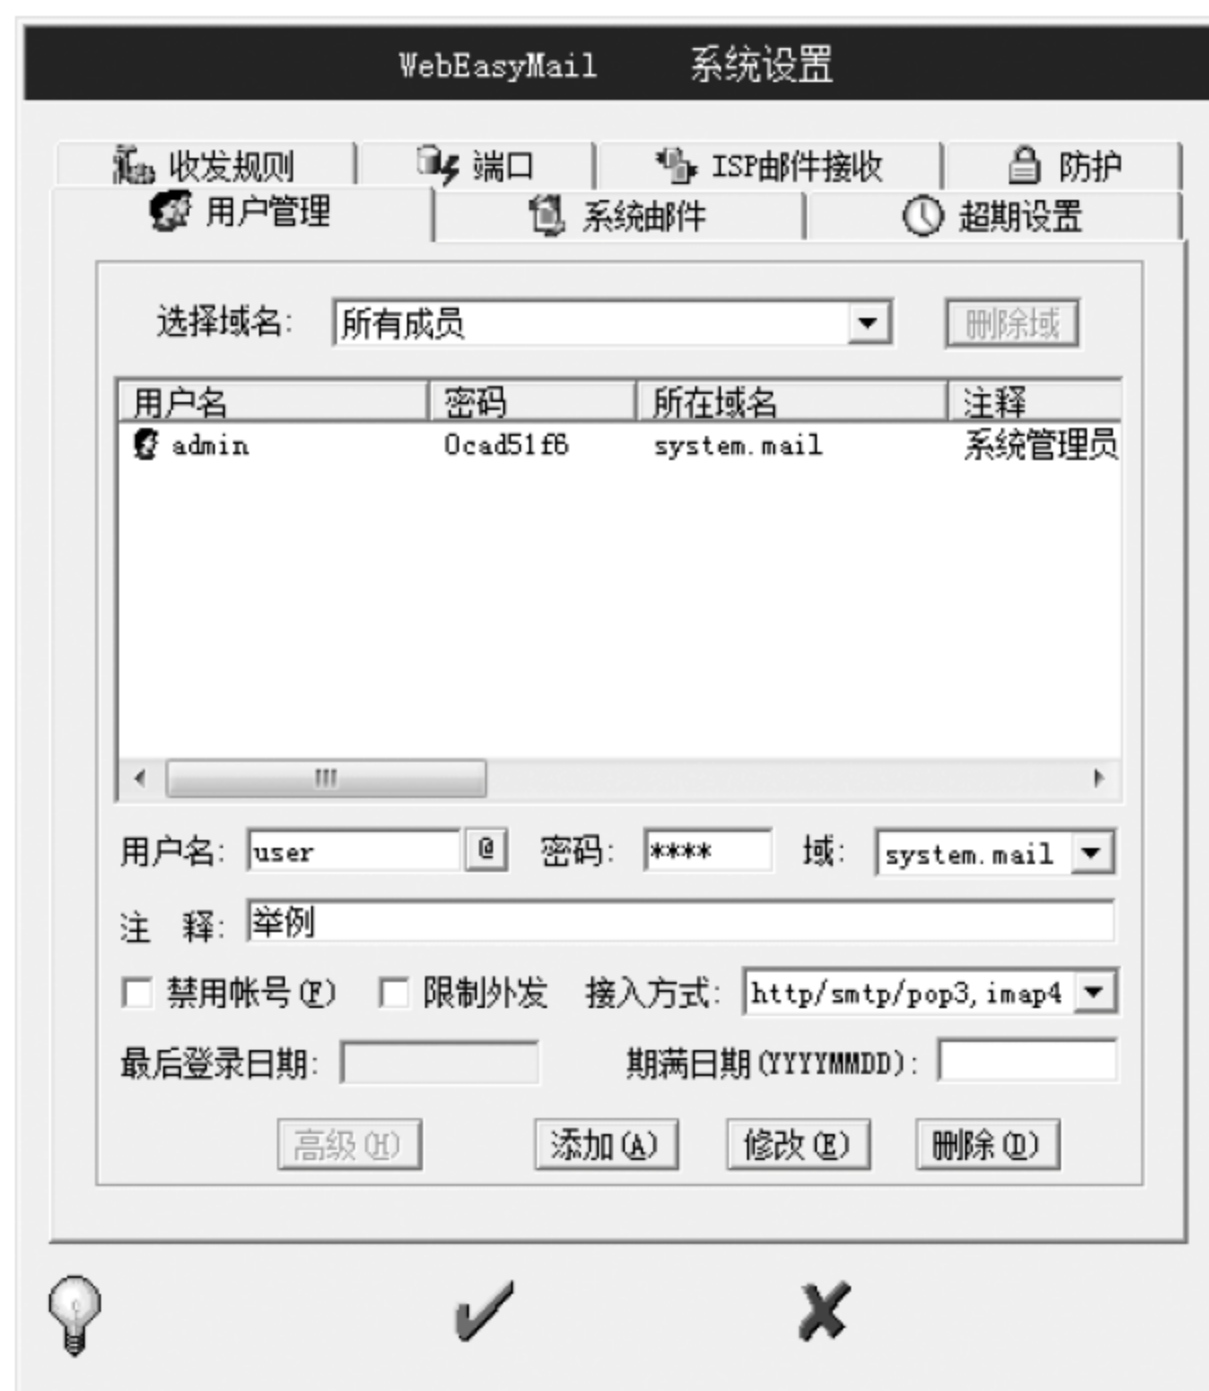 WebEasyMail 系统设置
收发规则 端口 ISP邮件接收 防护
用户管理 系统邮件 超期设置
选择域名: 所有成员 删除域
用户名 密码 所在域名 注释
admin 0cad51f6 system.mail 系统管理员
用户名: user @ 密码: **** 域: system.mail
注 释: 举例
禁用帐号(F) 限制外发 接入方式: http/smtp/pop3,imap4
最后登录日期: 期满日期(YYYYMMDD):
高级(H) 添加(A) 修改(E) 删除(D)